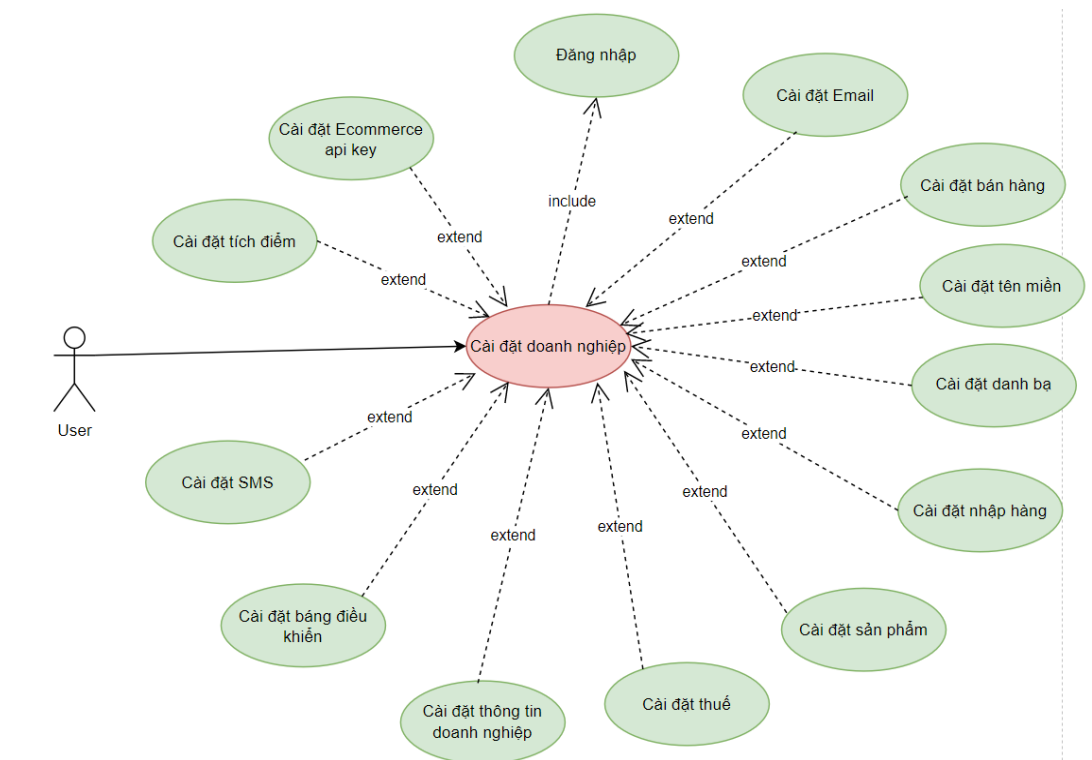 Đăng nhập
Cài đặt Email
Cài đặt Ecommerce
api key
Cài đặt bán hàng
include
extend
extend
Cài đặt tích điểm
extend
extend
extend
Cài đặt tên miền
extend
Cài đặt doanh nghiệp
extend
Cài đặt danh bạ
User
extend
extend
Cài đặt SMS
extend
extend
Cài đặt nhập hàng
extend
extend
Cài đặt báng điều
khiển
Cài đặt sản phẩm
Cài đặt thông tin
doanh nghiệp
Cài đặt thuế